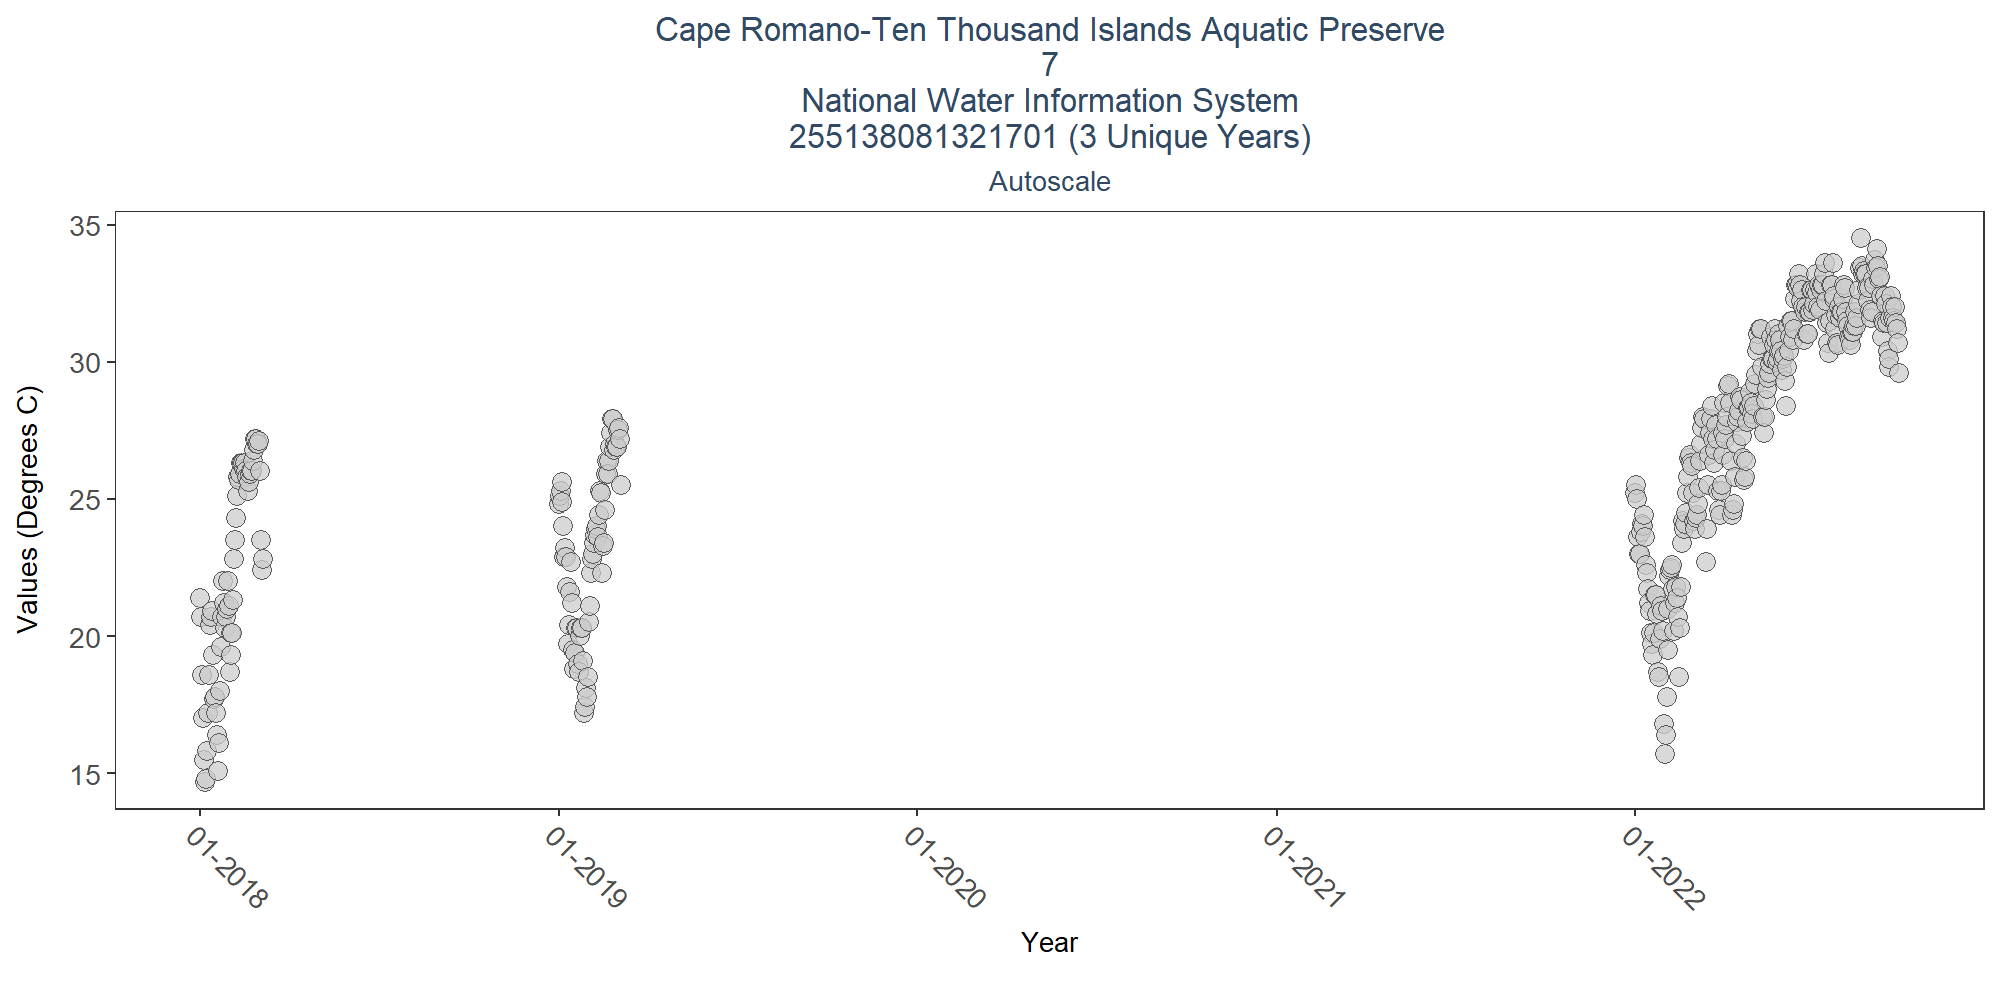 Cape Romano-Ten Thousand Islands Aquatic Preserve
7
National Water Information System
255138081321701 (3 Unique Years)
Autoscale
Values (Degrees C)
35
30
25
20
15
01-2018
01-2019
01-2020
01-2021
01-2022
Year